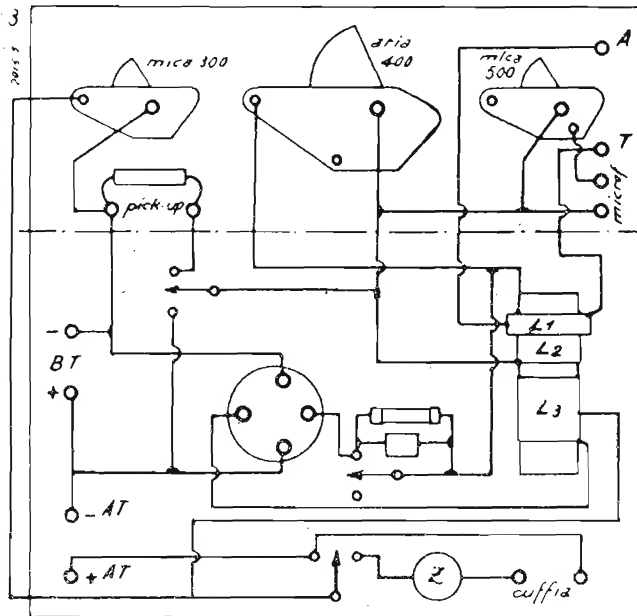 3
mica 300
aria
400
mica
500
A
T
microf
pick-up
L1
L2
L3
-
BT
+
- AT
+ AT
Z
cuffia